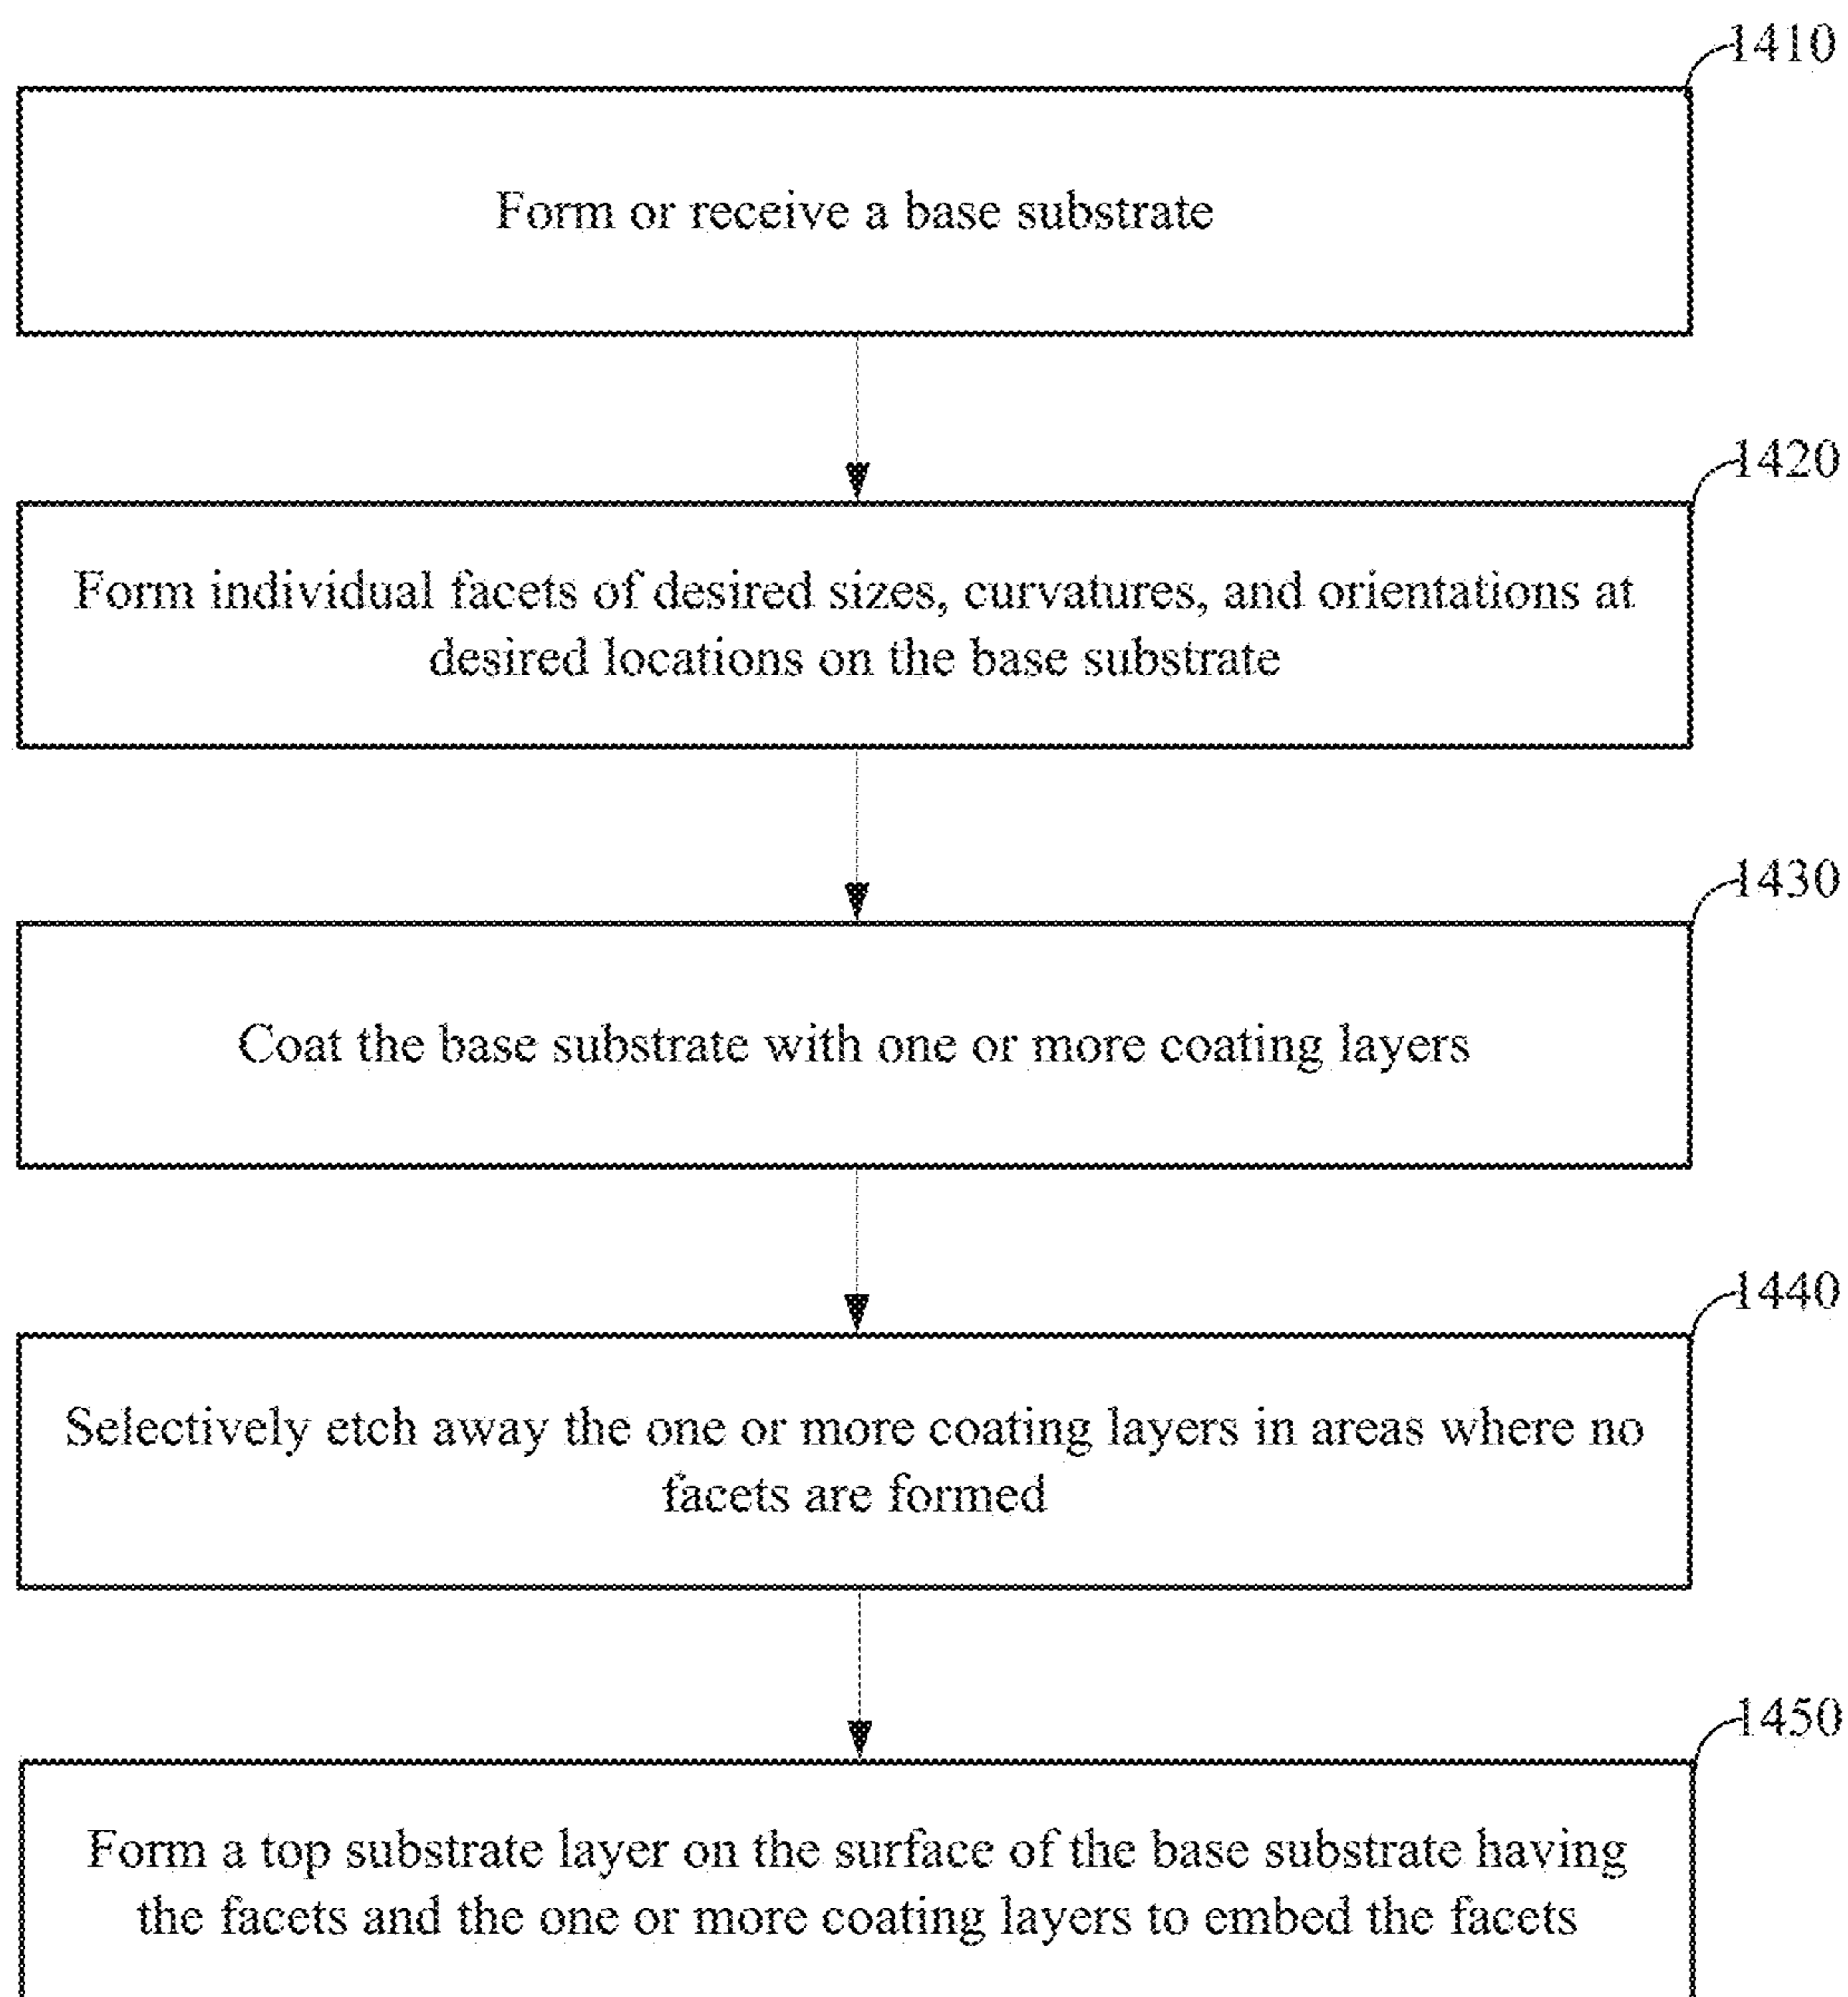 1410
Form or receive a base substrate
1420
Form individual facets of desired sizes, curvatures, and orientations at
desired locations on the base substrate
1430
Coat the base substrate with one or more coating layers
1440
Selectively etch away the one or more coating layers in areas where no
facets are formed
1450
Form a top substrate layer on the surface of the base substrate having
the facets and the one or more coating layers to embed the facets